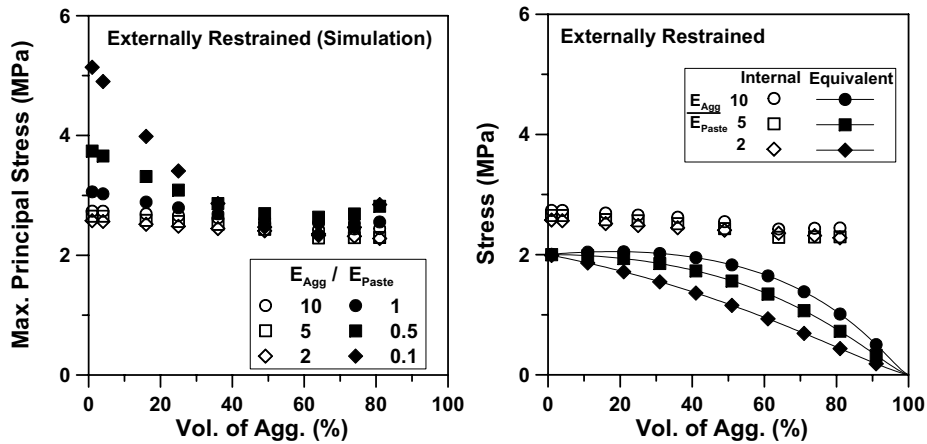 Externally Restrained (Simulation)
Max. Principal Stress (MPa)
6
4
2
0
E_Agg / E_Paste
10 1
5 0.5
2 0.1
0 20 40 60 80 100
Vol. of Agg. (%)
Externally Restrained
Stress (MPa)
6
4
2
0
Internal Equivalent
E_Agg 10
E_Paste 5
2
0 20 40 60 80 100
Vol. of Agg. (%)